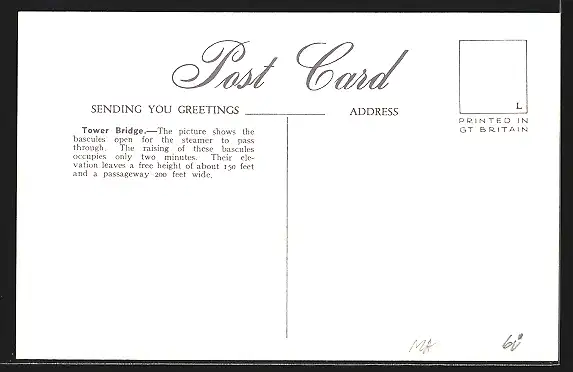 Post Card
SENDING YOU GREETINGS ADDRESS
L
PRINTED IN
GT BRITAIN
Tower Bridge.—The picture shows the
bascules open for the steamer to pass
through. The raising of these bascules
occupies only two minutes. Their ele-
vation leaves a free height of about 150 feet
and a passageway 200 feet wide.